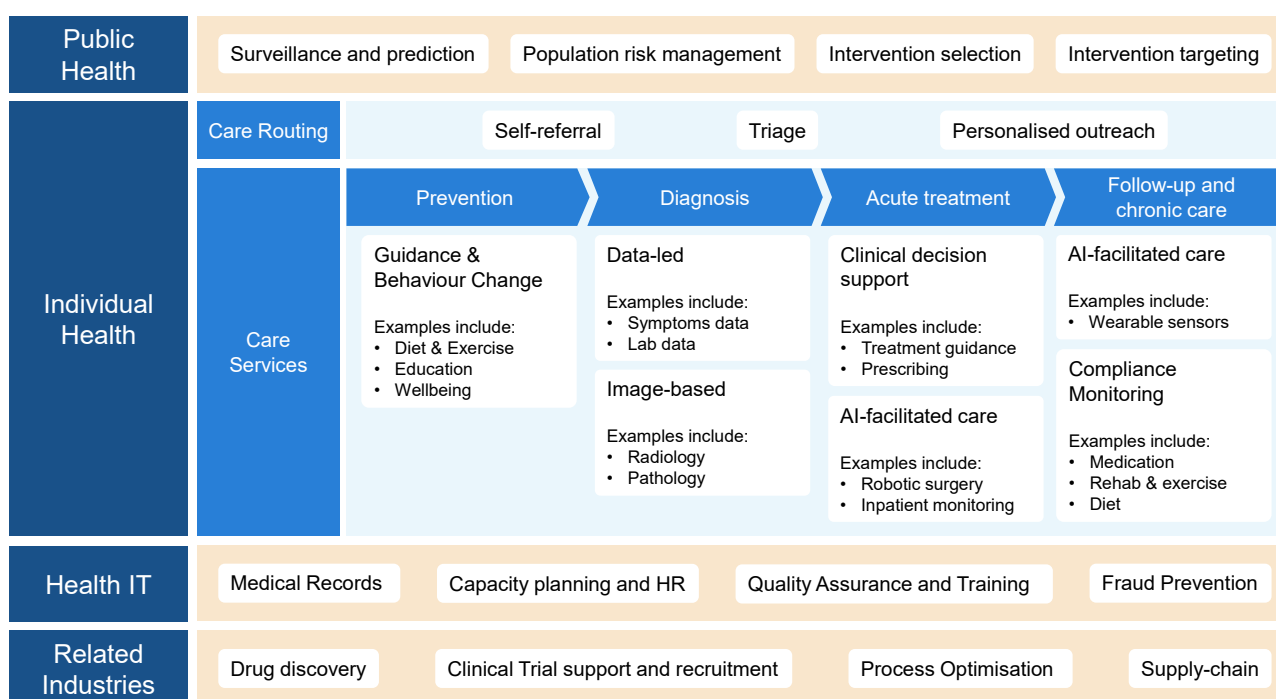 Public
Health
Surveillance and prediction
Population risk management
Intervention selection
Intervention targeting
Individual
Health
Care Routing
Self-referral
Triage
Personalised outreach
Care
Services
Prevention
Diagnosis
Acute treatment
Follow-up and
chronic care
Guidance &
Behaviour Change
Examples include:
• Diet & Exercise
• Education
• Wellbeing
Data-led
Examples include:
• Symptoms data
• Lab data
Image-based
Examples include:
• Radiology
• Pathology
Clinical decision
support
Examples include:
• Treatment guidance
• Prescribing
AI-facilitated care
Examples include:
• Robotic surgery
• Inpatient monitoring
AI-facilitated care
Examples include:
• Wearable sensors
Compliance
Monitoring
Examples include:
• Medication
• Rehab & exercise
• Diet
Health IT
Medical Records
Capacity planning and HR
Quality Assurance and Training
Fraud Prevention
Related
Industries
Drug discovery
Clinical Trial support and recruitment
Process Optimisation
Supply-chain